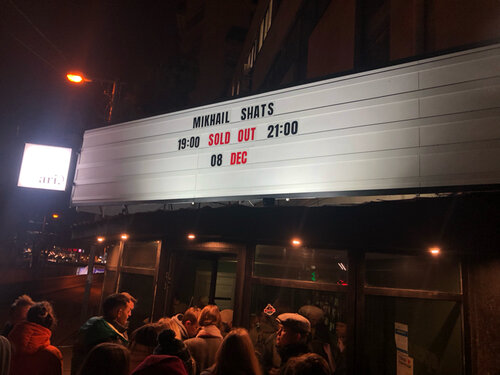 MIKHAIL SHATS
19:00 SOLD OUT 21:00
08 DEC